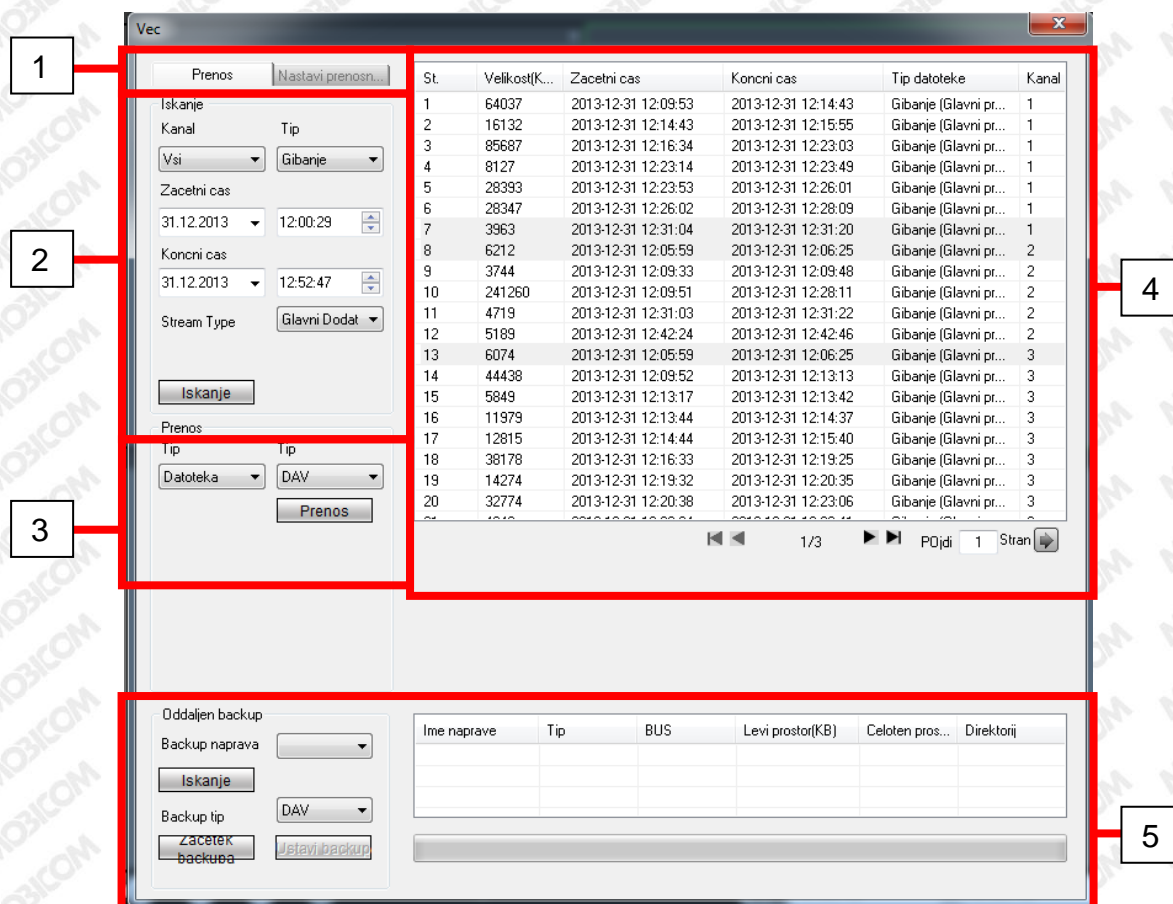 Vec
1
Prenos Nastavi prenosn...
Iskanje
Kanal Tip
Vsi Gibanje
Zacetni cas
31.12.2013 12:00:29
Koncni cas
31.12.2013 12:52:47
Stream Type Glavni Dodat
Iskanje
2
Prenos
Tip Tip
Datoteka DAV
Prenos
3
St. Velikost(K... Zacetni cas Koncni cas Tip datoteke Kanal
1 64037 2013-12-31 12:09:53 2013-12-31 12:14:43 Gibanje (Glavni pr... 1
2 16132 2013-12-31 12:14:43 2013-12-31 12:15:55 Gibanje (Glavni pr... 1
3 85687 2013-12-31 12:16:34 2013-12-31 12:23:03 Gibanje (Glavni pr... 1
4 8127 2013-12-31 12:23:14 2013-12-31 12:23:49 Gibanje (Glavni pr... 1
5 28393 2013-12-31 12:23:53 2013-12-31 12:26:01 Gibanje (Glavni pr... 1
6 28347 2013-12-31 12:26:02 2013-12-31 12:28:09 Gibanje (Glavni pr... 1
7 3963 2013-12-31 12:31:04 2013-12-31 12:31:20 Gibanje (Glavni pr... 1
8 6212 2013-12-31 12:05:59 2013-12-31 12:06:25 Gibanje (Glavni pr... 2
9 3744 2013-12-31 12:09:33 2013-12-31 12:09:48 Gibanje (Glavni pr... 2
10 241260 2013-12-31 12:09:51 2013-12-31 12:28:11 Gibanje (Glavni pr... 2
11 4719 2013-12-31 12:31:03 2013-12-31 12:31:22 Gibanje (Glavni pr... 2
12 5189 2013-12-31 12:42:24 2013-12-31 12:42:46 Gibanje (Glavni pr... 2
13 6074 2013-12-31 12:05:59 2013-12-31 12:06:25 Gibanje (Glavni pr... 3
14 44438 2013-12-31 12:09:52 2013-12-31 12:13:13 Gibanje (Glavni pr... 3
15 5849 2013-12-31 12:13:17 2013-12-31 12:13:42 Gibanje (Glavni pr... 3
16 11979 2013-12-31 12:13:44 2013-12-31 12:14:37 Gibanje (Glavni pr... 3
17 12815 2013-12-31 12:14:44 2013-12-31 12:15:40 Gibanje (Glavni pr... 3
18 38178 2013-12-31 12:16:33 2013-12-31 12:19:25 Gibanje (Glavni pr... 3
19 14274 2013-12-31 12:19:32 2013-12-31 12:20:35 Gibanje (Glavni pr... 3
20 32774 2013-12-31 12:20:38 2013-12-31 12:23:06 Gibanje (Glavni pr... 3
1/3 POjdi 1 Stran
4
Oddaljen backup
Backup naprava
Iskanje
Backup tip DAV
Zacetek
backupa
Ustavi backup
Ime naprave Tip BUS Levi prostor(KB) Celoten pros... Direktorij
5
MOBICOM